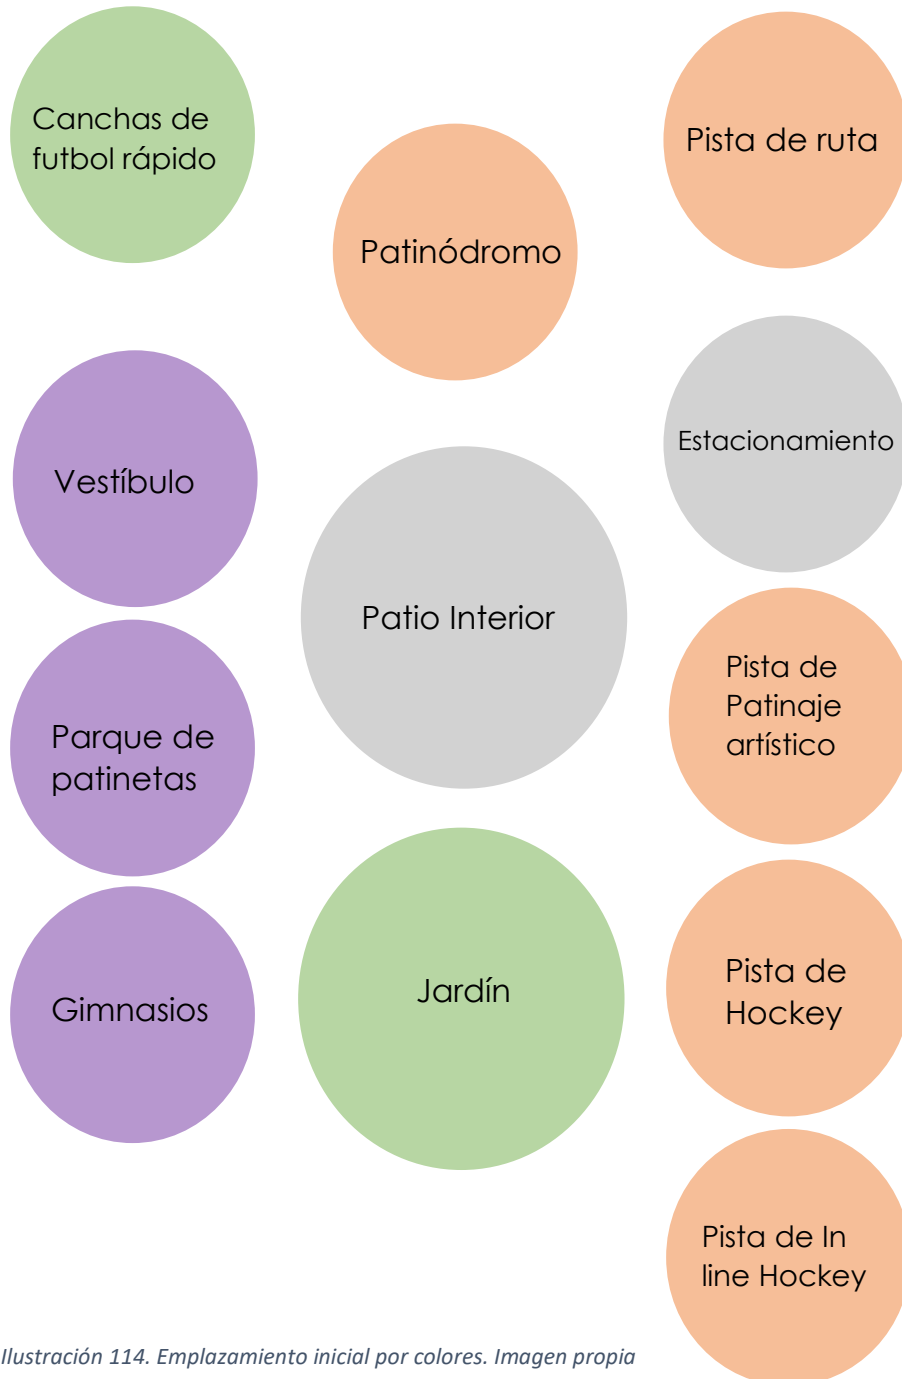 Canchas de
futbol rápido
Patinódromo
Pista de ruta
Vestíbulo
Patio Interior
Estacionamiento
Parque de
patinetas
Pista de
Patinaje
artístico
Gimnasios
Jardín
Pista de
Hockey
Pista de In
line Hockey
Ilustración 114. Emplazamiento inicial por colores. Imagen propia